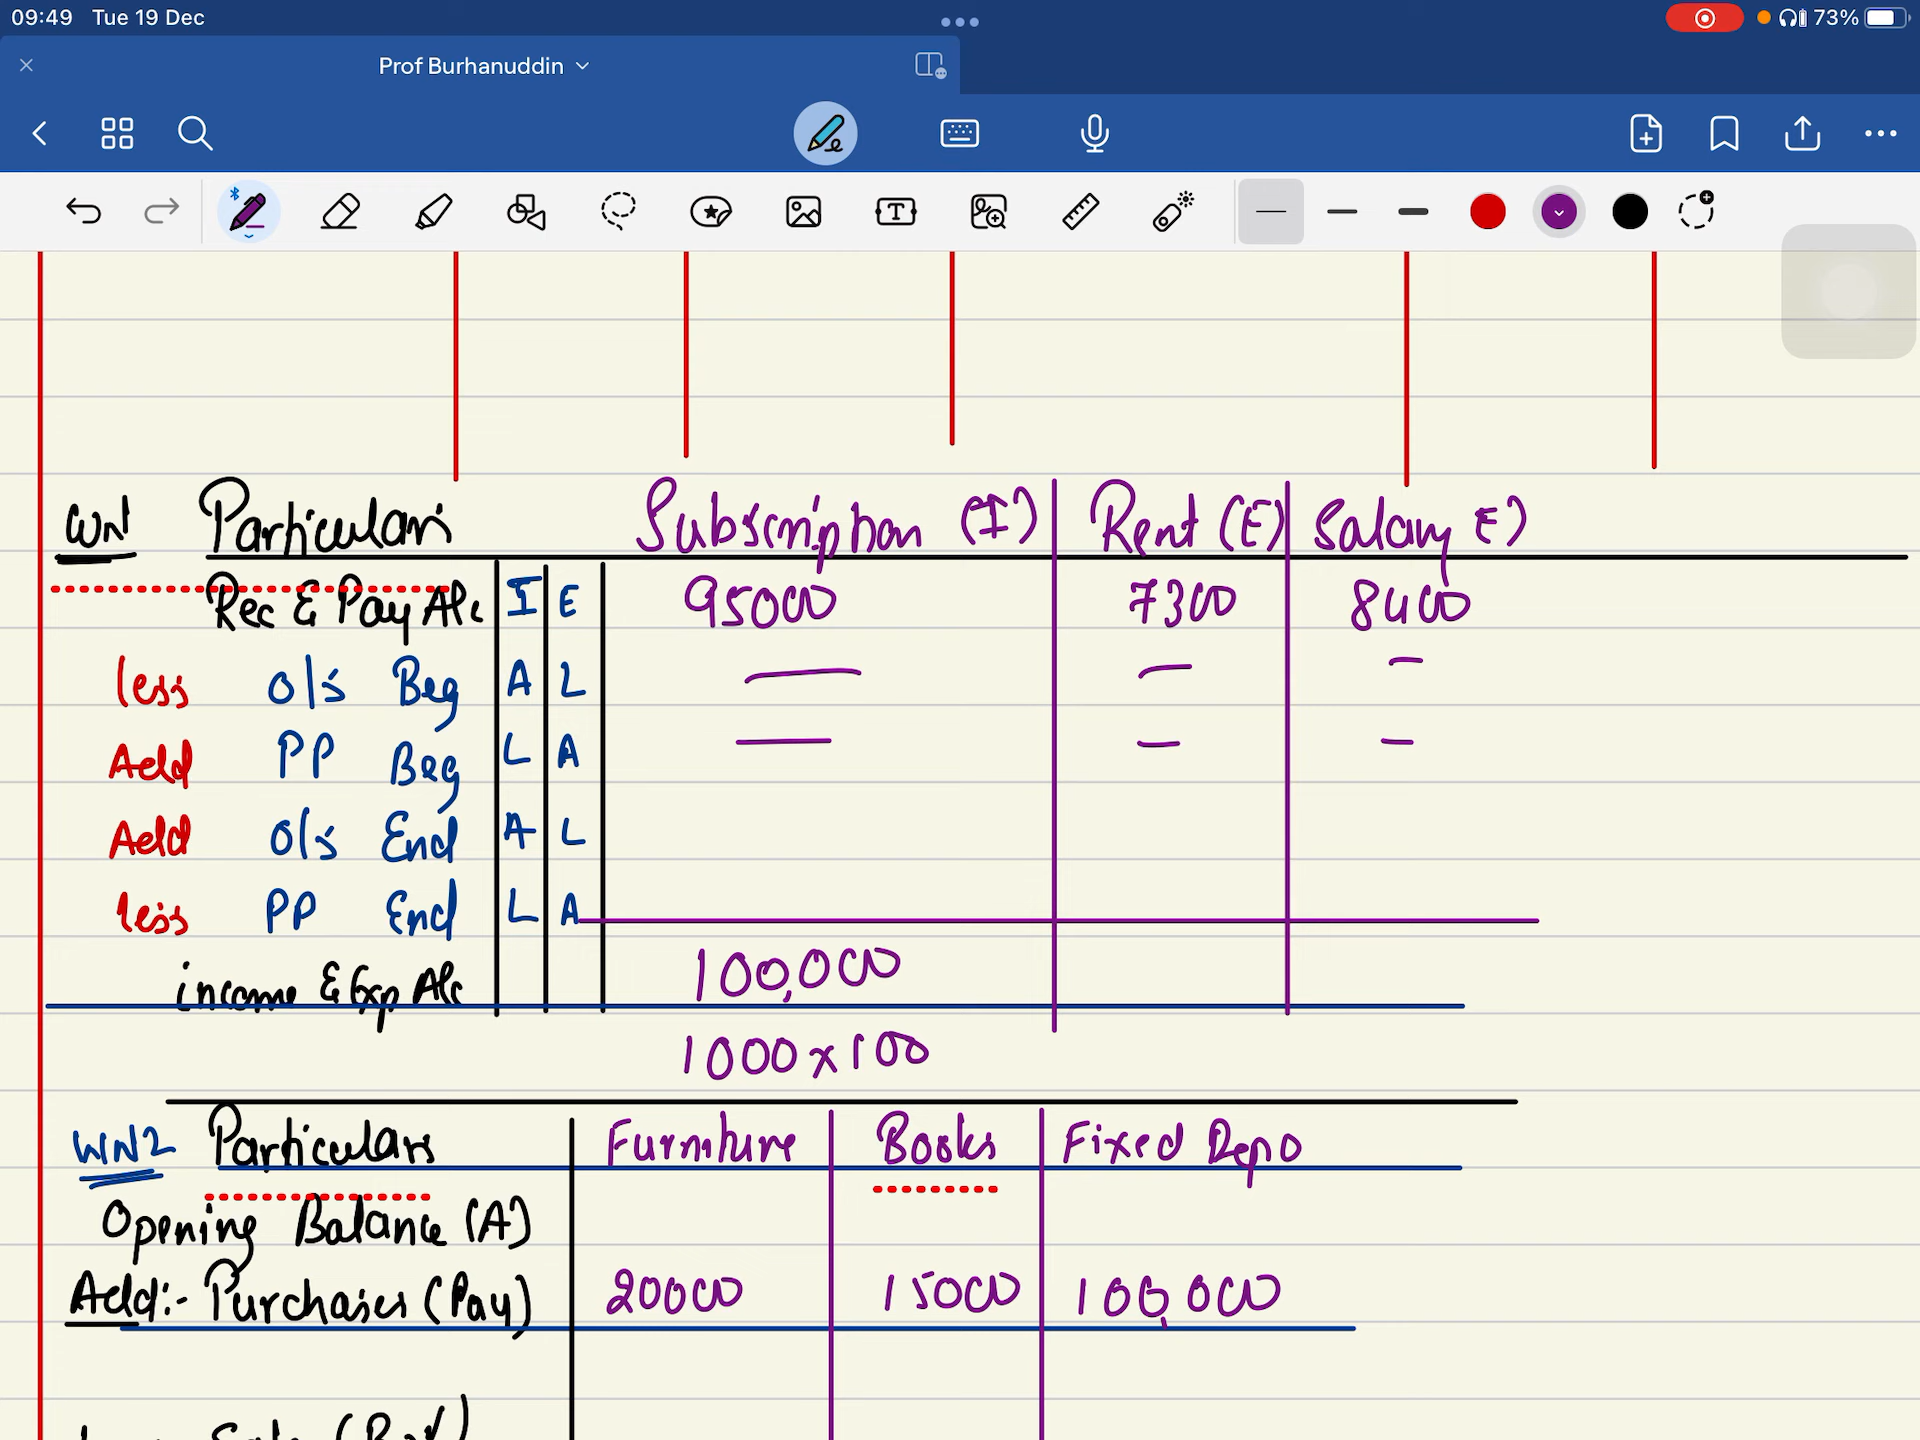 09:49 Tue 19 Dec 73%
Prof Burhanuddin
WN1 Particulars Subscription (I) Rent (E) Salary E)
Rec & Pay A/c I E 95000 7300 8400
less O/s Beg A L — — —
Add PP Beg L A — — —
Add O/s End A L
less PP End L A
income & Exp A/c 100,000
1000 x 100
WN2 Particulars Furniture Books Fixed Depo
Opening Balance (A)
Add:- Purchases (Pay) 20000 15000 100,000